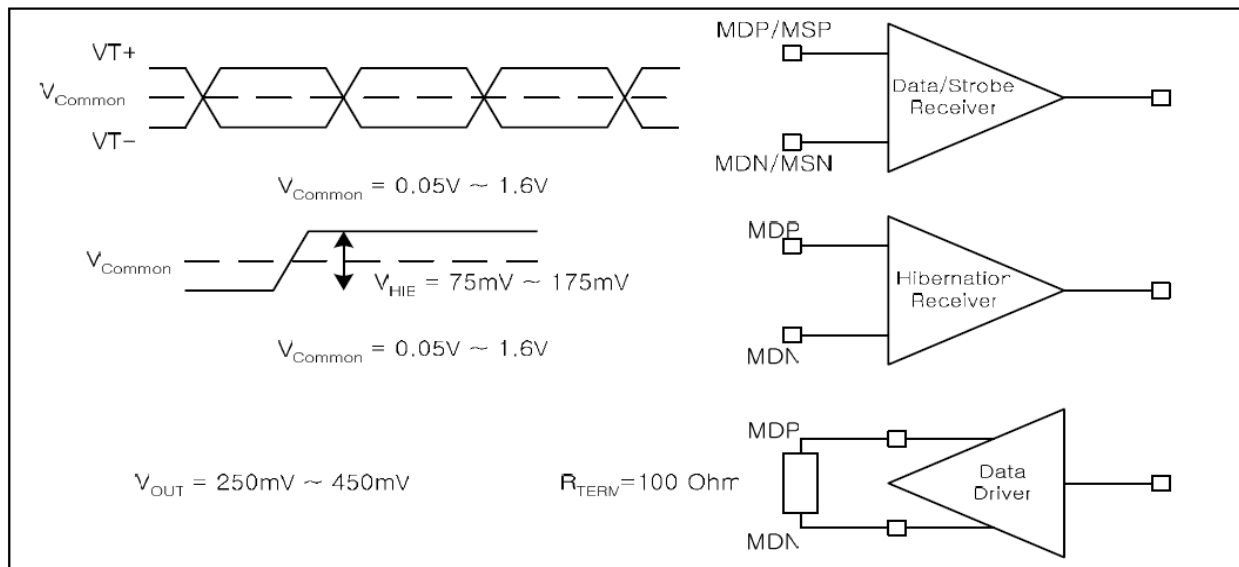 VT+
VCommon
VT-
VCommon = 0.05V ~ 1.6V
MDP/MSP
Data/Strobe
Receiver
MDN/MSN
VCommon
VHIE = 75mV ~ 175mV
VCommon = 0.05V ~ 1.6V
MDP
Hibernation
Receiver
MDN
VOUT = 250mV ~ 450mV
RTERM=100 Ohm
MDP
Data
Driver
MDN